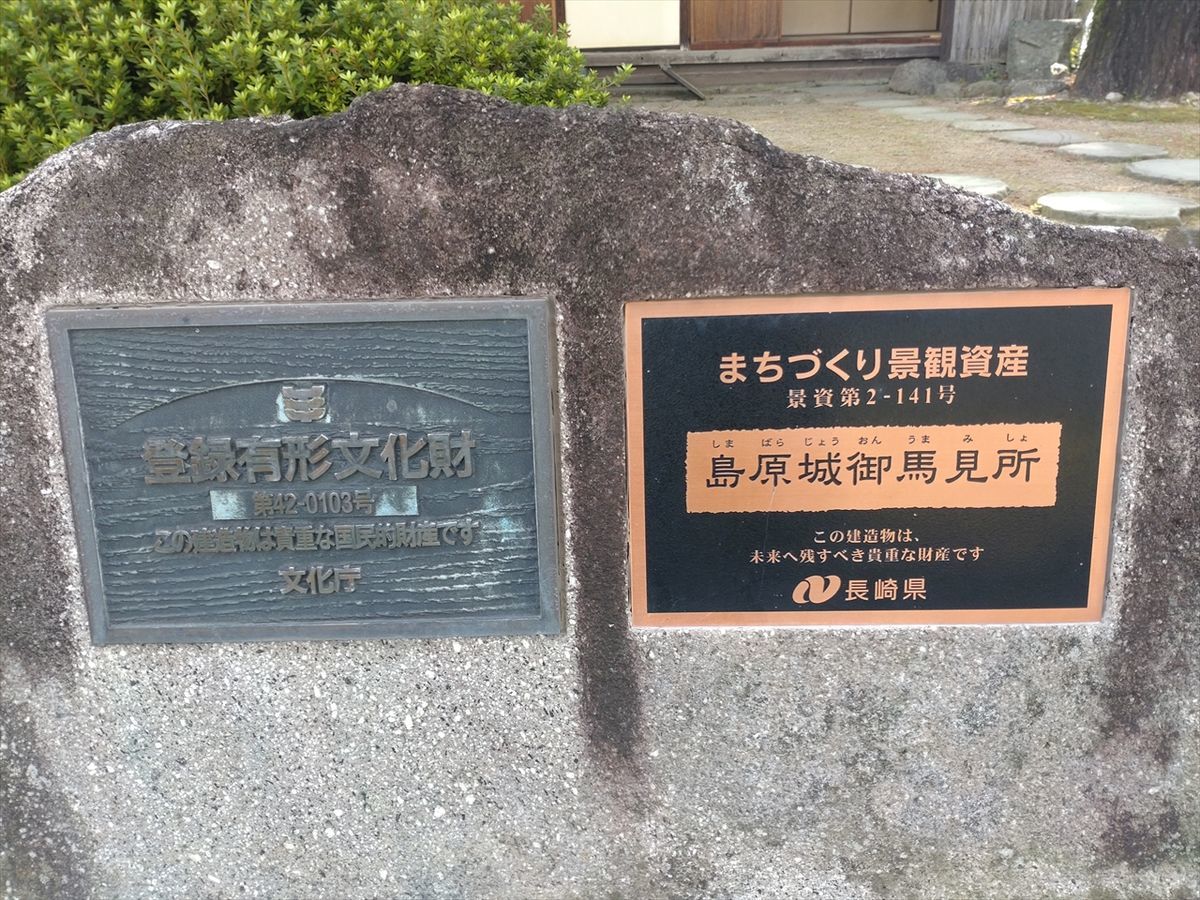 登録有形文化財
第42-0103号
この建造物は貴重な国民的財産です
文化庁
まちづくり景観資産
景資第2-141号
しま ばら じょう おん うま み しょ
島原城御馬見所
この建造物は、
未来へ残すべき貴重な財産です
長崎県